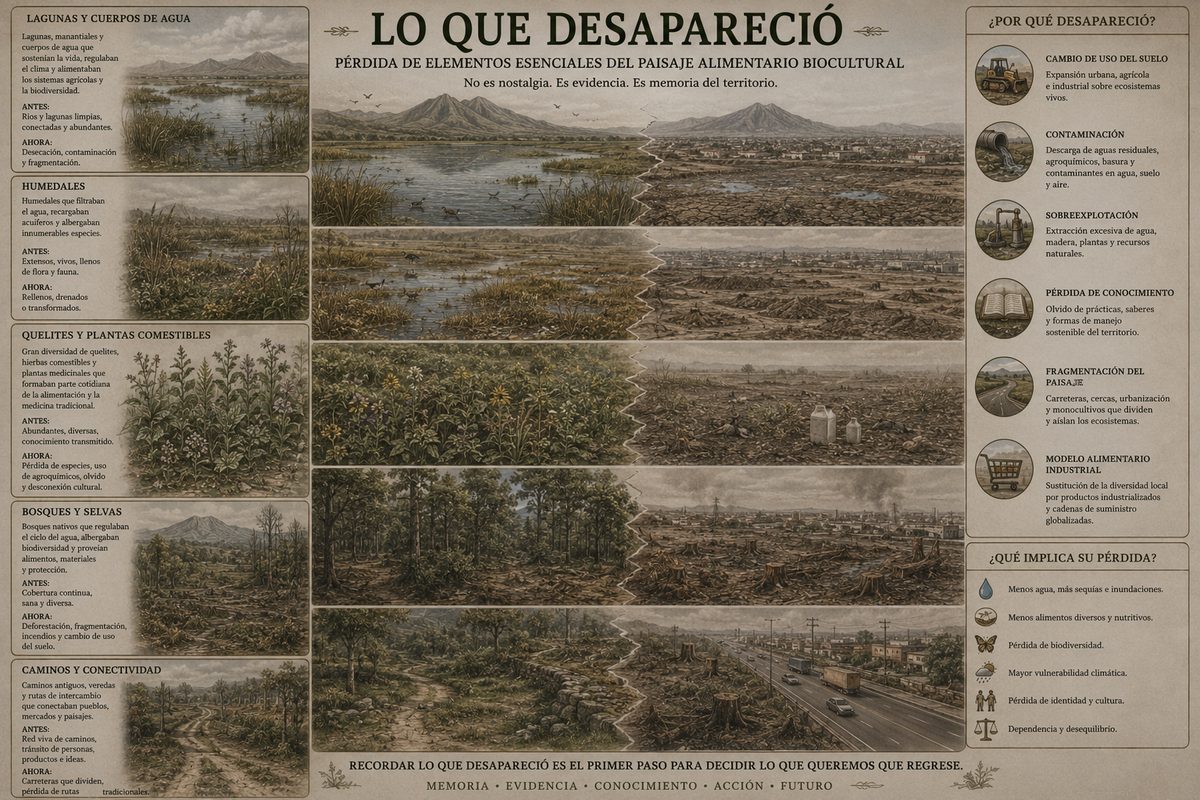 LO QUE DESAPARECIÓ
PÉRDIDA DE ELEMENTOS ESENCIALES DEL PAISAJE ALIMENTARIO BIOCULTURAL
No es nostalgia. Es evidencia. Es memoria del territorio.
LAGUNAS Y CUERPOS DE AGUA
Lagunas, manantiales y
cuerpos de agua que
sostenían la vida, regulaban
el clima y alimentaban
los sistemas agrícolas y
la biodiversidad.
ANTES:
Ríos y lagunas limpias,
conectadas y abundantes.
AHORA:
Desecación, contaminación
y fragmentación.
HUMEDALES
Humedales que filtraban
el agua, recargaban
acuíferos y albergaban
innumerables especies.
ANTES:
Extensos, vivos, llenos
de flora y fauna.
AHORA:
Rellenos, drenados
o transformados.
QUELITES Y PLANTAS COMESTIBLES
Gran diversidad de quelites,
hierbas comestibles y
plantas medicinales que
formaban parte cotidiana
de la alimentación y la
medicina tradicional.
ANTES:
Abundantes, diversas,
conocimiento transmitido.
AHORA:
Pérdida de especies, uso
de agroquímicos, olvido
y desconexión cultural.
BOSQUES Y SELVAS
Bosques nativos que regulaban
el ciclo del agua, albergaban
biodiversidad y proveían
alimentos, materiales
y protección.
ANTES:
Cobertura continua,
sana y diversa.
AHORA:
Deforestación, fragmentación,
incendios y cambio de uso
del suelo.
CAMINOS Y CONECTIVIDAD
Caminos antiguos, veredas
y rutas de intercambio
que conectaban pueblos,
mercados y paisajes.
ANTES:
Red viva de caminos,
tránsito de personas,
productos e ideas.
AHORA:
Carreteras que dividen,
pérdida de rutas tradicionales.
¿POR QUÉ DESAPARECIÓ?
CAMBIO DE USO DEL SUELO
Expansión urbana, agrícola
e industrial sobre ecosistemas
vivos.
CONTAMINACIÓN
Descarga de aguas residuales,
agroquímicos, basura y
contaminantes en agua, suelo
y aire.
SOBREEXPLOTACIÓN
Extracción excesiva de agua,
madera, plantas y recursos
naturales.
PÉRDIDA DE CONOCIMIENTO
Olvido de prácticas, saberes
y formas de manejo
sostenible del territorio.
FRAGMENTACIÓN DEL
Carreteras, cercas, urbanización
y monocultivos que dividen
y aíslan los ecosistemas.
MODELO ALIMENTARIO
INDUSTRIAL
Sustitución de la diversidad local
por productos industrializados
y cadenas de suministro
globalizadas.
¿QUÉ IMPLICA SU PÉRDIDA?
Menos agua, más sequías e inundaciones.
Menos alimentos diversos y nutritivos.
Pérdida de biodiversidad.
Mayor vulnerabilidad climática.
Pérdida de identidad y cultura.
Dependencia y desequilibrio.
RECORDAR LO QUE DESAPARECIÓ ES EL PRIMER PASO PARA DECIDIR LO QUE QUEREMOS QUE REGRESE.
MEMORIA • EVIDENCIA • CONOCIMIENTO • ACCIÓN • FUTURO